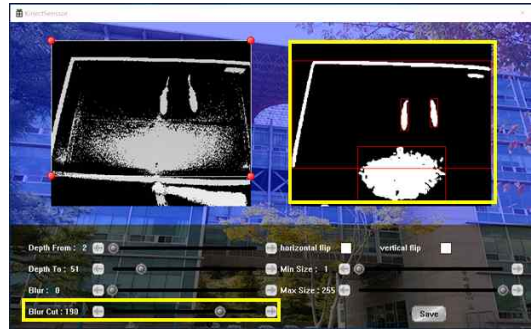 KinectSensor
Depth From : 2
horizontal flip
vertical flip
Depth To : 51
Min Size : 1
Blur : 0
Max Size : 255
Blur Cut : 190
Save